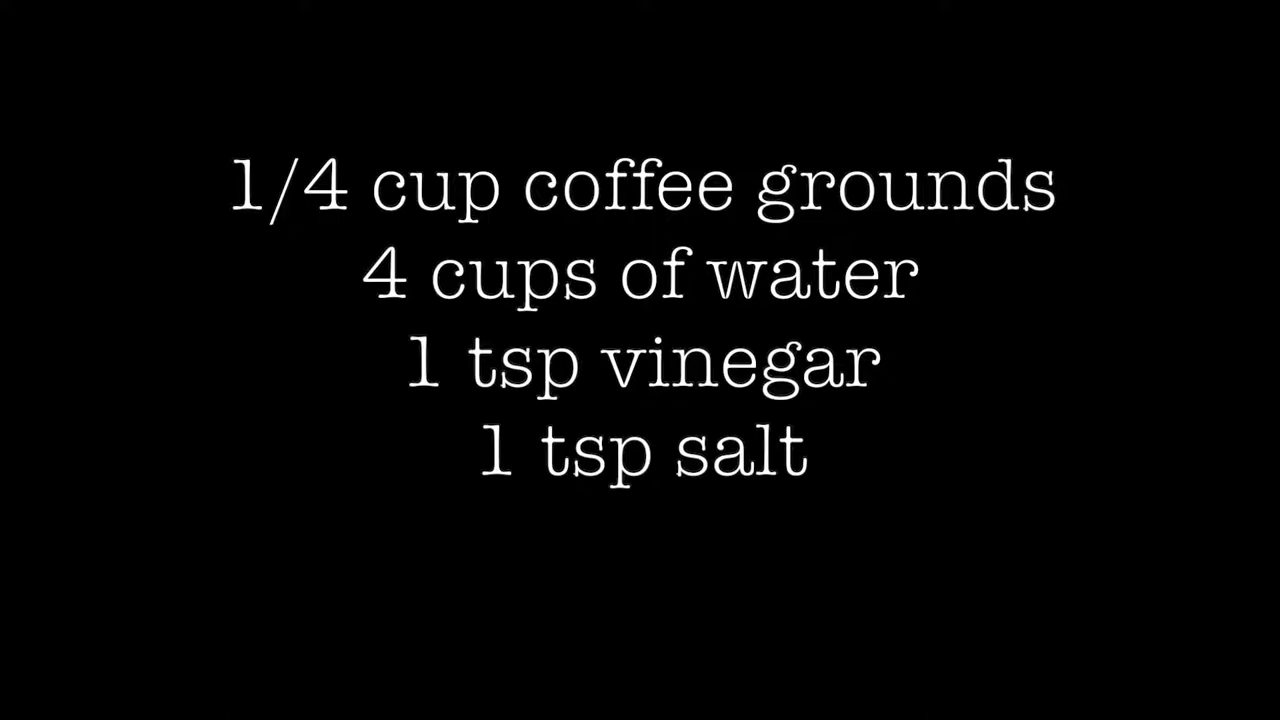 1/4 cup coffee grounds
4 cups of water
1 tsp vinegar
1 tsp salt